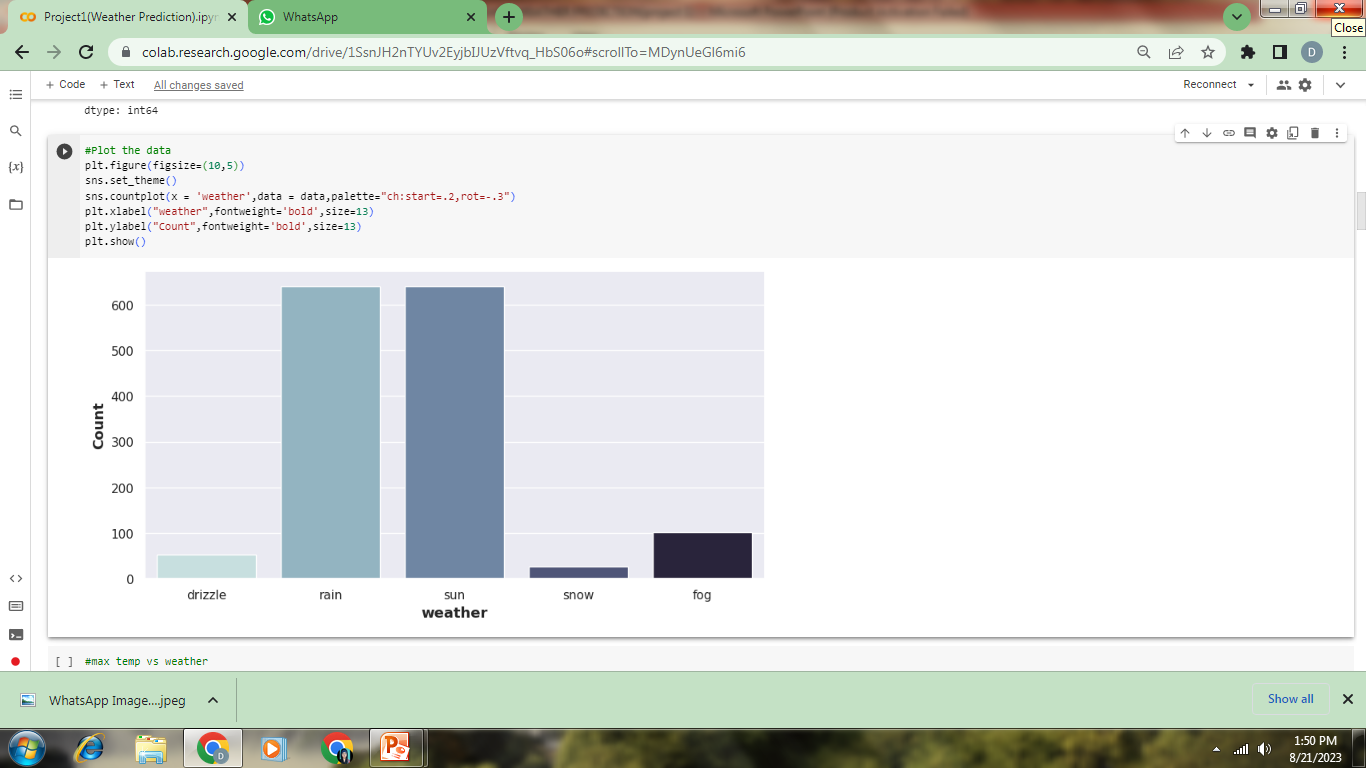 Project1(Weather Prediction).ipyn
WhatsApp
Close
colab.research.google.com/drive/1SsnJH2nTYUv2EyjbIJUzVftvq_HbS06o#scrollTo=MDynUeGl6mi6
D
+ Code + Text All changes saved
Reconnect
dtype: int64
{x}
#Plot the data
plt.figure(figsize=(10,5))
sns.set_theme()
sns.countplot(x = 'weather',data = data,palette="ch:start=.2,rot=-.3")
plt.xlabel("weather",fontweight='bold',size=13)
plt.ylabel("Count",fontweight='bold',size=13)
plt.show()
600
500
400
300
200
100
0
Count
drizzle rain sun snow fog
weather
[ ] #max temp vs weather
WhatsApp Image....jpeg
Show all
1:50 PM
8/21/2023